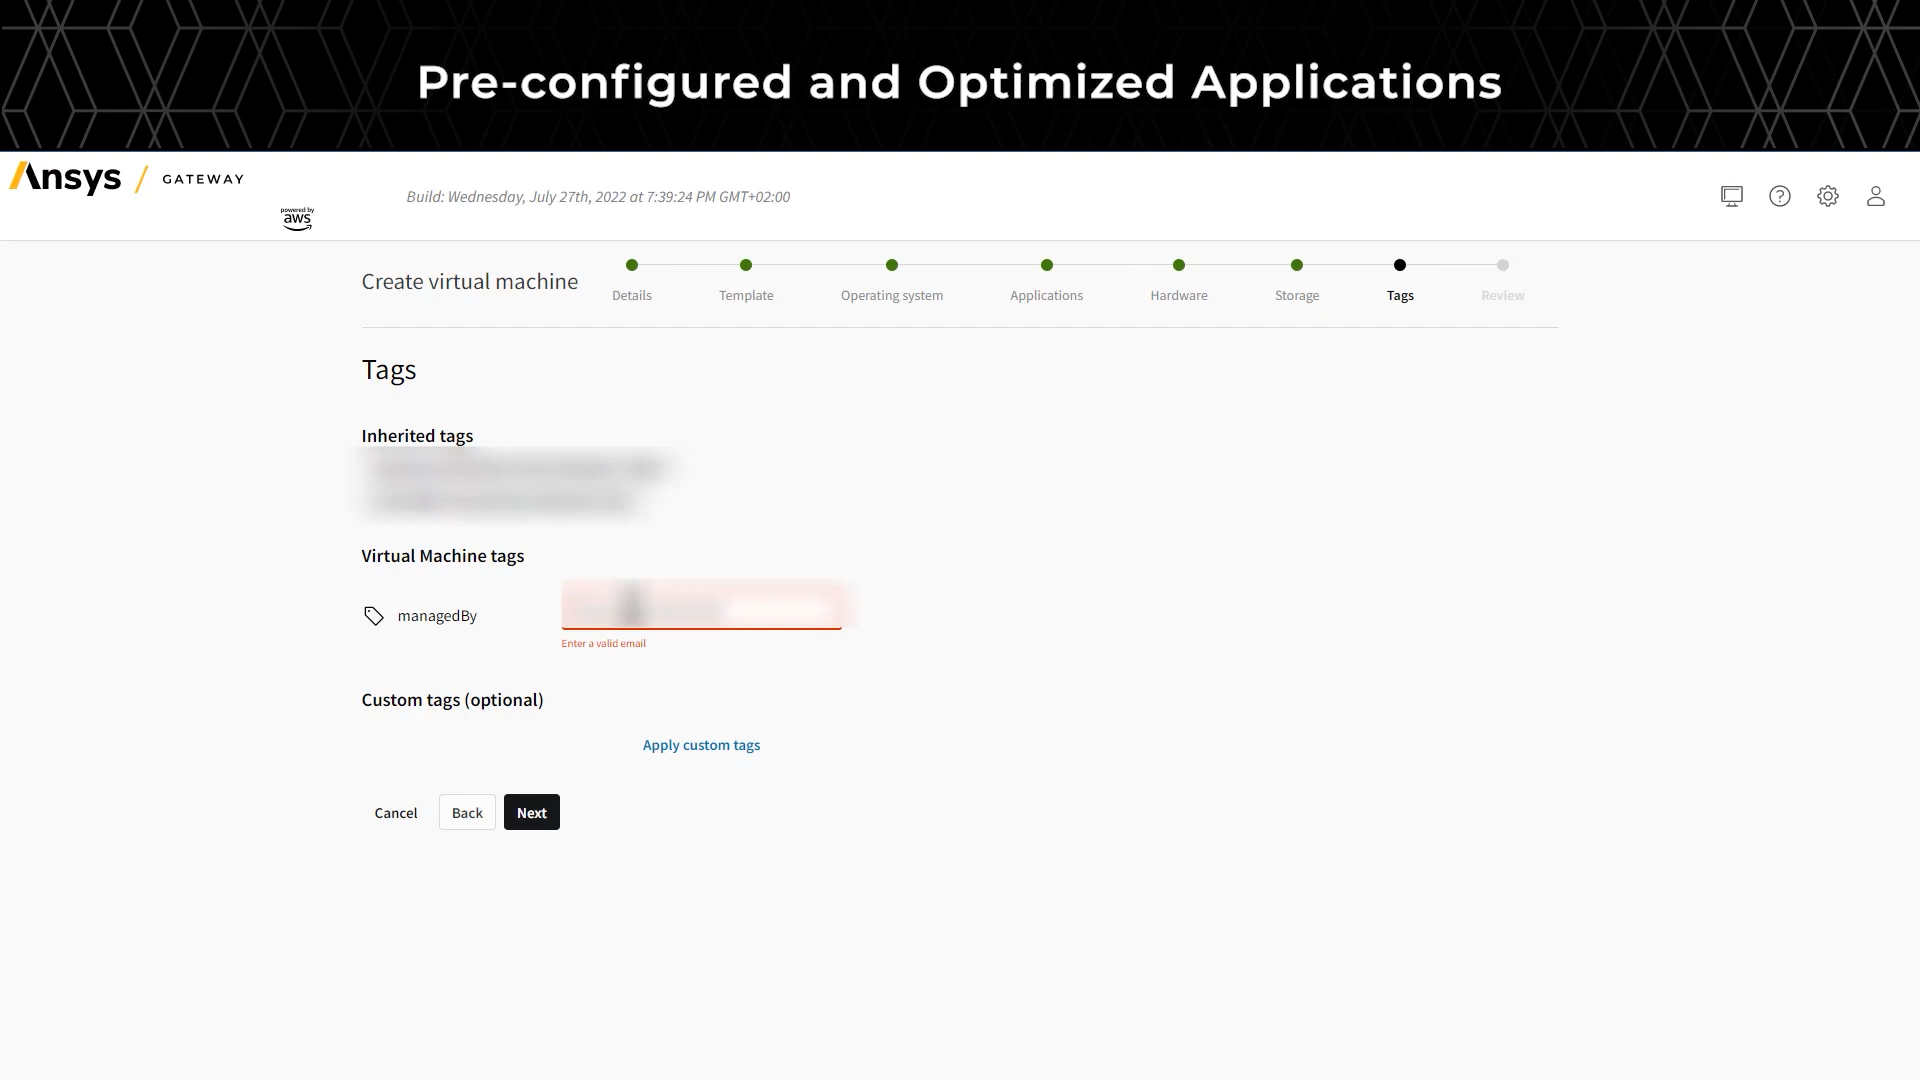 Pre-configured and Optimized Applications
Ansys / GATEWAY
powered by
aws
Build: Wednesday, July 27th, 2022 at 7:39:24 PM GMT+02:00
Create virtual machine
Details
Template
Operating system
Applications
Hardware
Storage
Tags
Review
Tags
Inherited tags
Virtual Machine tags
managedBy
Enter a valid email
Custom tags (optional)
Apply custom tags
Cancel
Back
Next